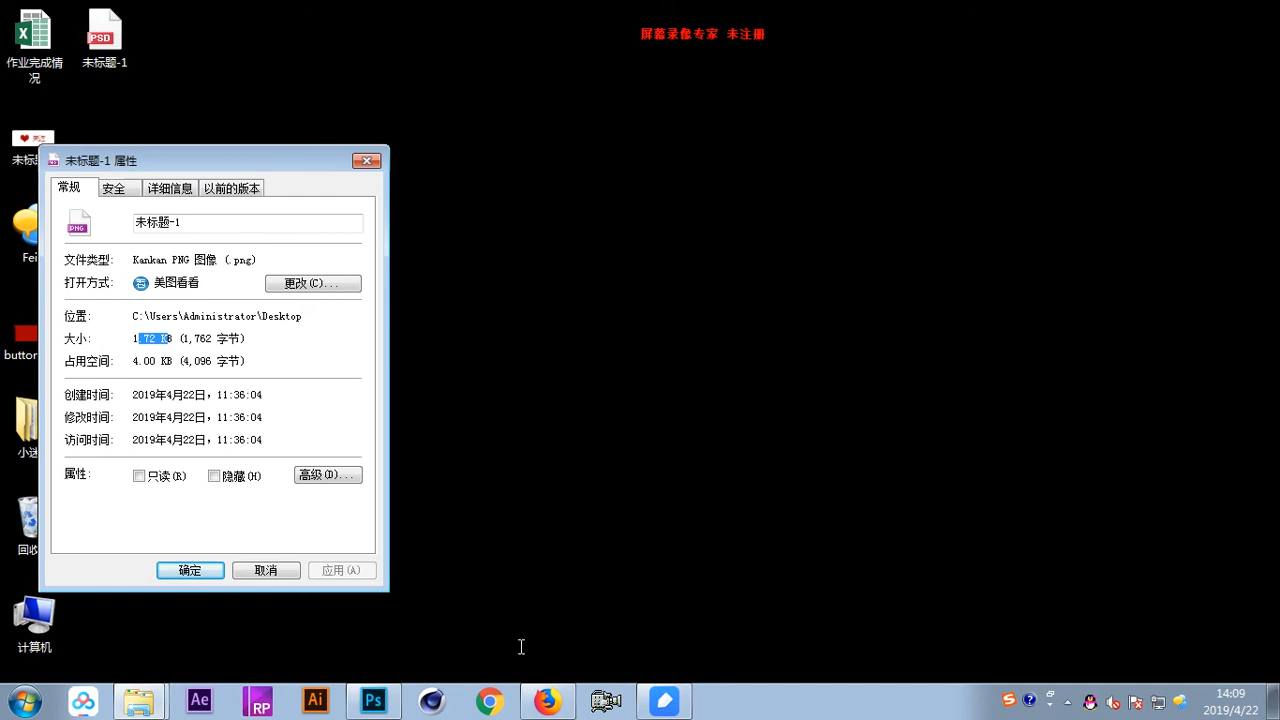 屏幕录像专家 未注册
作业完成情
况
PSD
未标题-1
关注
未标题-1 属性
常规
安全
详细信息
以前的版本
PNG
未标题-1
文件类型:
Kankan PNG 图像 (.png)
打开方式:
美图看看
更改(C)...
位置:
C:\Users\Administrator\Desktop
大小:
1.72 KB (1,762 字节)
占用空间:
4.00 KB (4,096 字节)
创建时间:
2019年4月22日，11:36:04
修改时间:
2019年4月22日，11:36:04
访问时间:
2019年4月22日，11:36:04
属性:
只读(R)
隐藏(H)
高级(D)...
确定
取消
应用(A)
Fei
button
小迷
回收
计算机
Ae
RP
Ai
Ps
14:09
2019/4/22